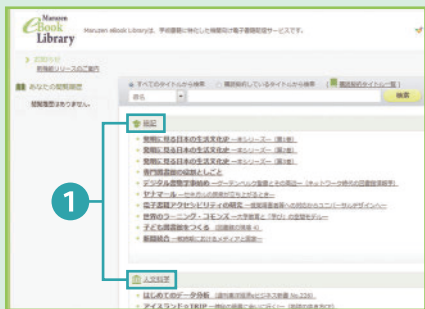 Maruzen
eBook
Library
Maruzen eBook Libraryは、学術書籍に特化した機関向け電子書籍配信サービスです。
お知らせ
新機能リリースのご案内
あなたの閲覧履歴
閲覧履歴はありません。
すべてのタイトルから検索 購読契約しているタイトルから検索 [ 購読契約タイトル一覧 ]
書名 検索
1
総記
発明に見る日本の生活文化史
発明に見る日本の生活文化史
発明に見る日本の生活文化史
専門図書館の役割としごと
デジタル書物学事始め
ヤナマール
電子書籍アクセシビリティの研究
世界のラーニング・コモンズ
子ども図書館をつくる
新聞統合
人文科学
はじめてのデータ分析
アイスランド☆TRIP